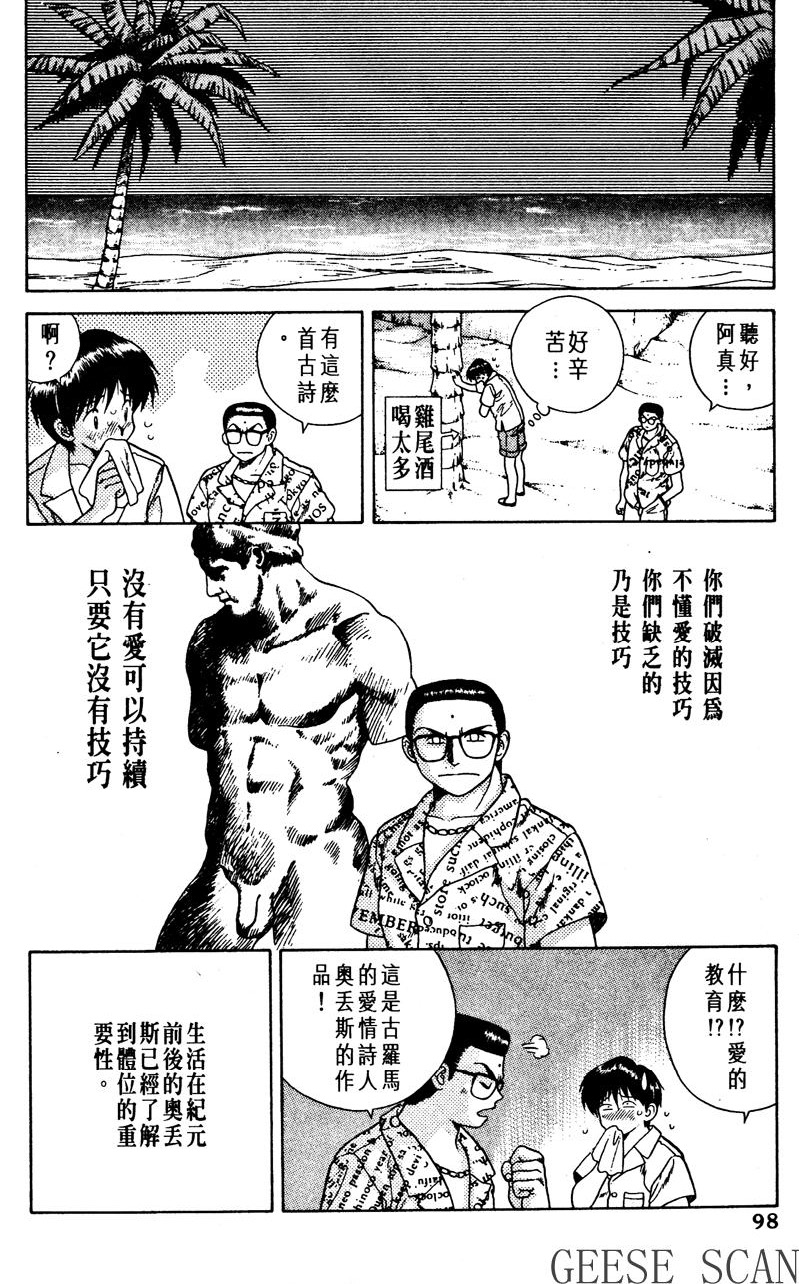 聽好，
阿真…
好辛
苦…
雞尾酒
喝太多
有這麼
首古詩
。
啊？
你們破滅因爲
不懂愛的技巧
你們缺乏的
乃是技巧
沒有愛可以持續
只要它沒有技巧
什麼!?愛的
教育!?
這是古羅馬
的愛情詩人
奧丟斯的作
品！
生活在紀元
前後的奧丟
斯已經了解
到體位的重
要性。
98
GEESE SCAN